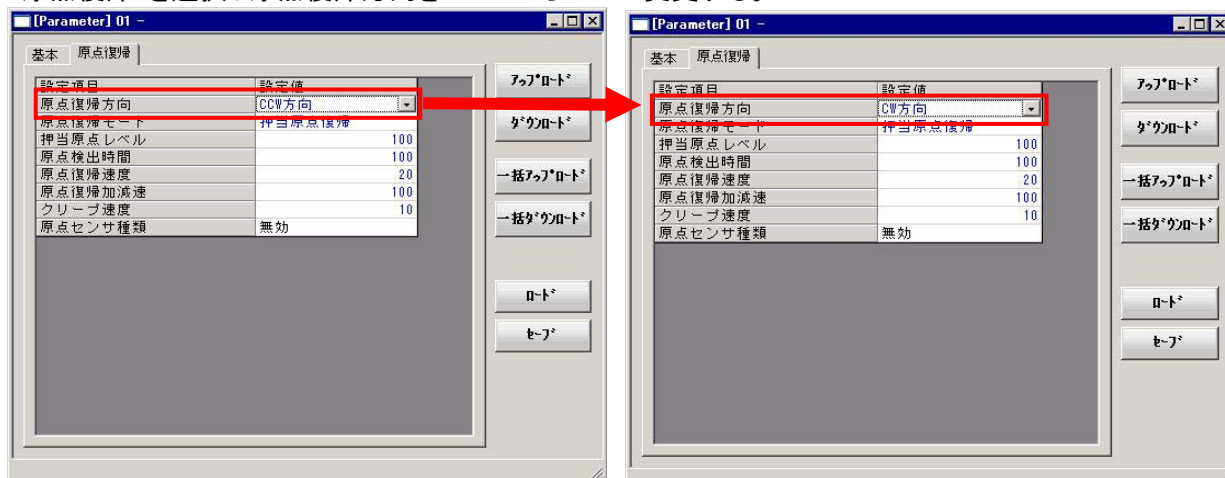 [Parameter] 01 -
基本 原点復帰
設定項目 設定値
原点復帰方向 CCW方向
原点復帰モード 押当原点復帰
押当原点レベル 100
原点検出時間 100
原点復帰速度 20
原点復帰加減速 100
クリープ速度 10
原点センサ種類 無効
ｱｯﾌﾟﾛｰﾄﾞ
ﾀﾞｳﾝﾛｰﾄﾞ
一括ｱｯﾌﾟﾛｰﾄﾞ
一括ﾀﾞｳﾝﾛｰﾄﾞ
ﾛｰﾄﾞ
ｾｰﾌﾞ
[Parameter] 01 -
基本 原点復帰
設定項目 設定値
原点復帰方向 CW方向
原点復帰モード 押当原点復帰
押当原点レベル 100
原点検出時間 100
原点復帰速度 20
原点復帰加減速 100
クリープ速度 10
原点センサ種類 無効
ｱｯﾌﾟﾛｰﾄﾞ
ﾀﾞｳﾝﾛｰﾄﾞ
一括ｱｯﾌﾟﾛｰﾄﾞ
一括ﾀﾞｳﾝﾛｰﾄﾞ
ﾛｰﾄﾞ
ｾｰﾌﾞ